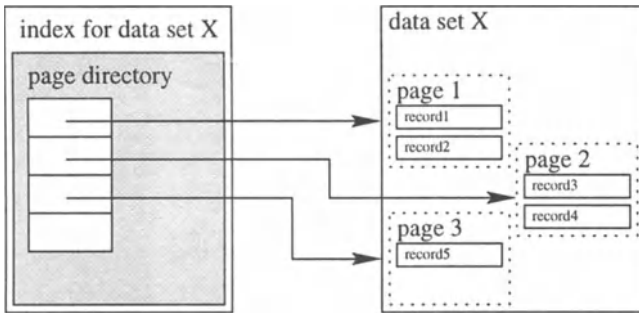 index for data set X
page directory
data set X
page 1
record1
record2
page 2
record3
record4
page 3
record5